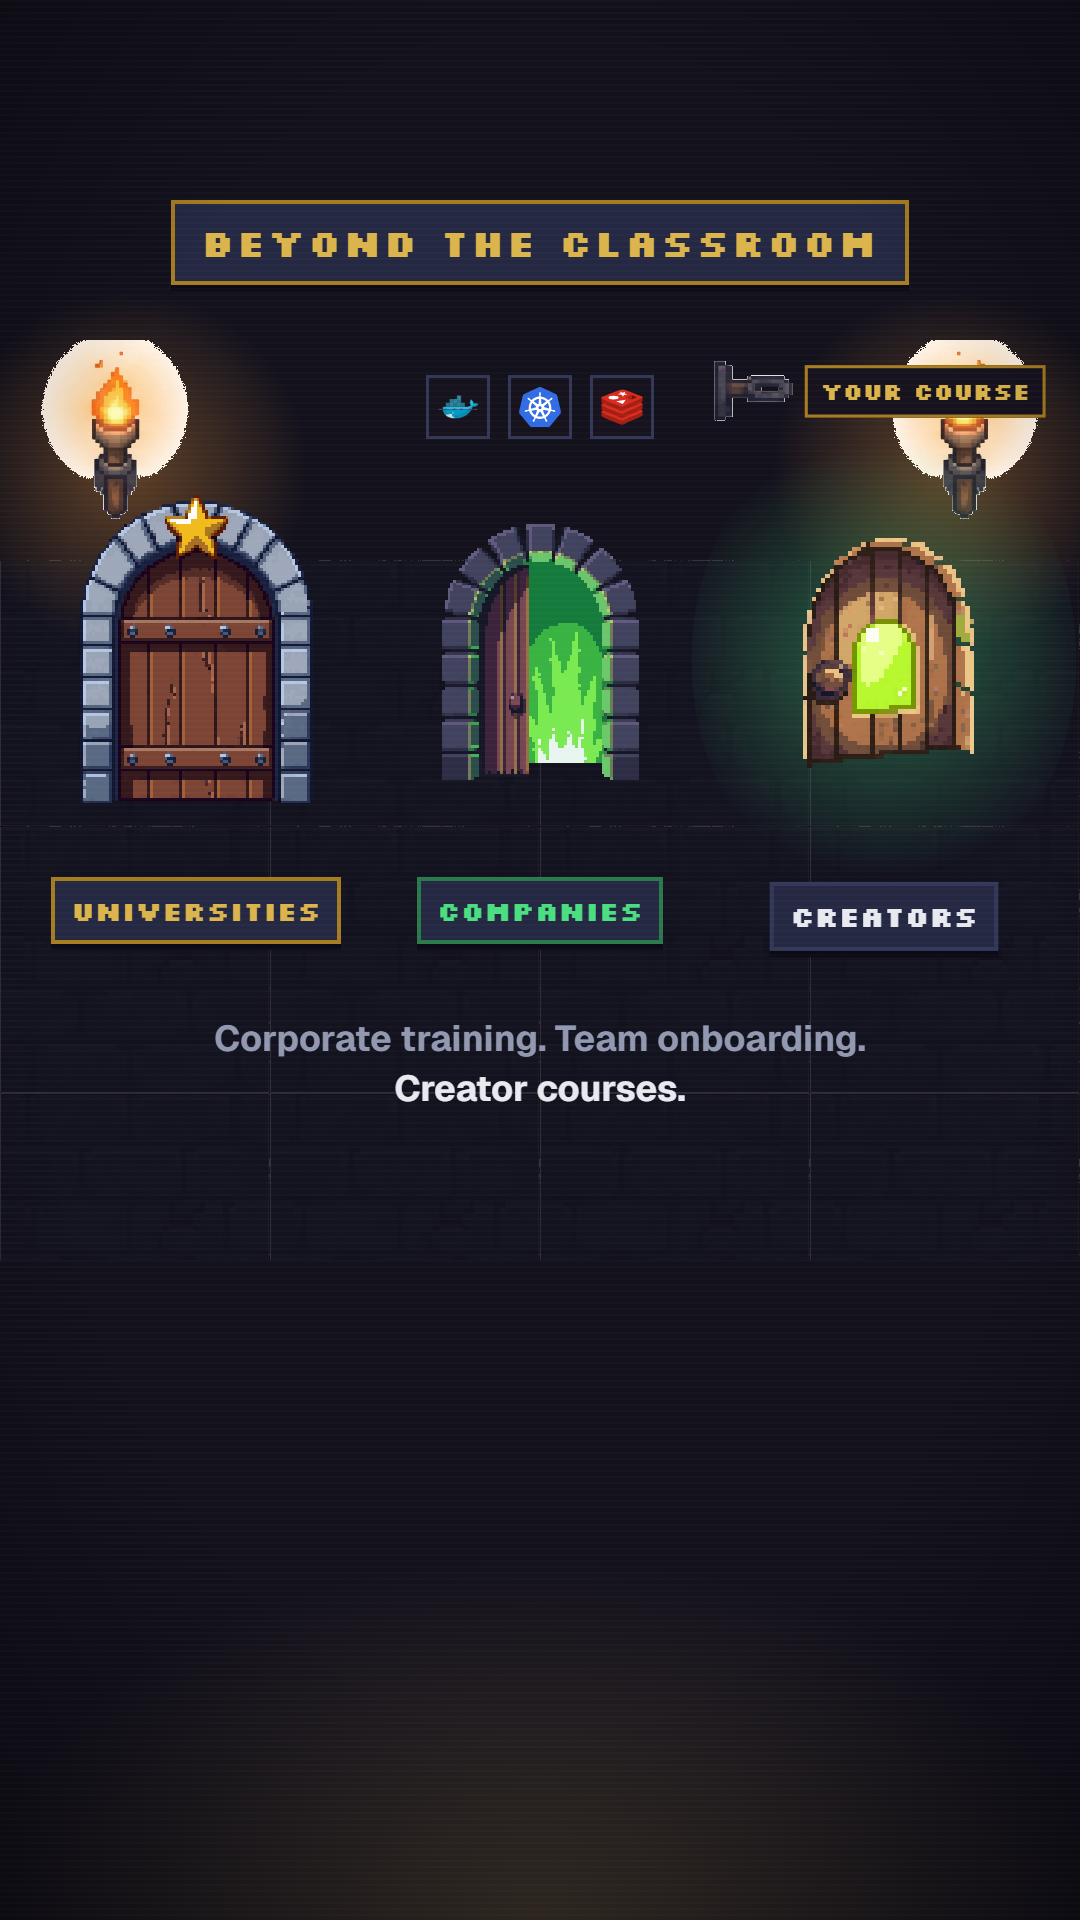 BEYOND THE CLASSROOM
YOUR COURSE
UNIVERSITIES
COMPANIES
CREATORS
Corporate training. Team onboarding.
Creator courses.